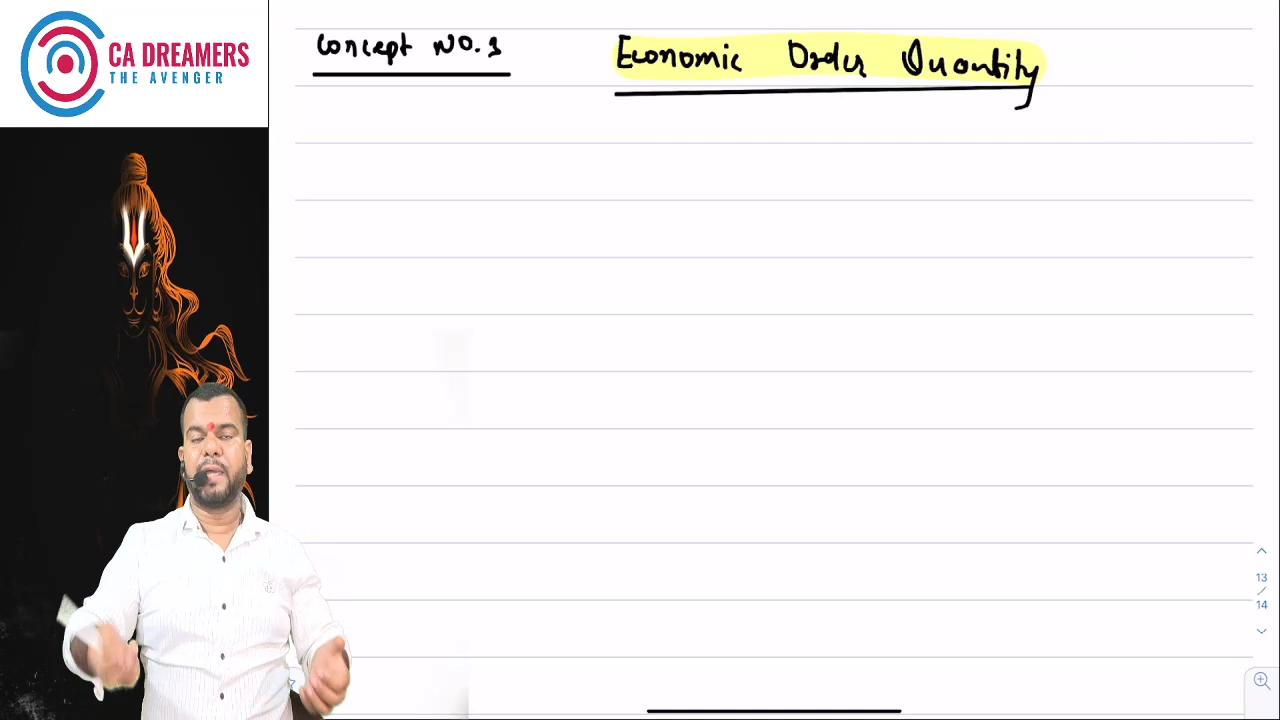 CA DREAMERS
THE AVENGER
Concept NO. 1
Economic Order Quantity
13
/
14